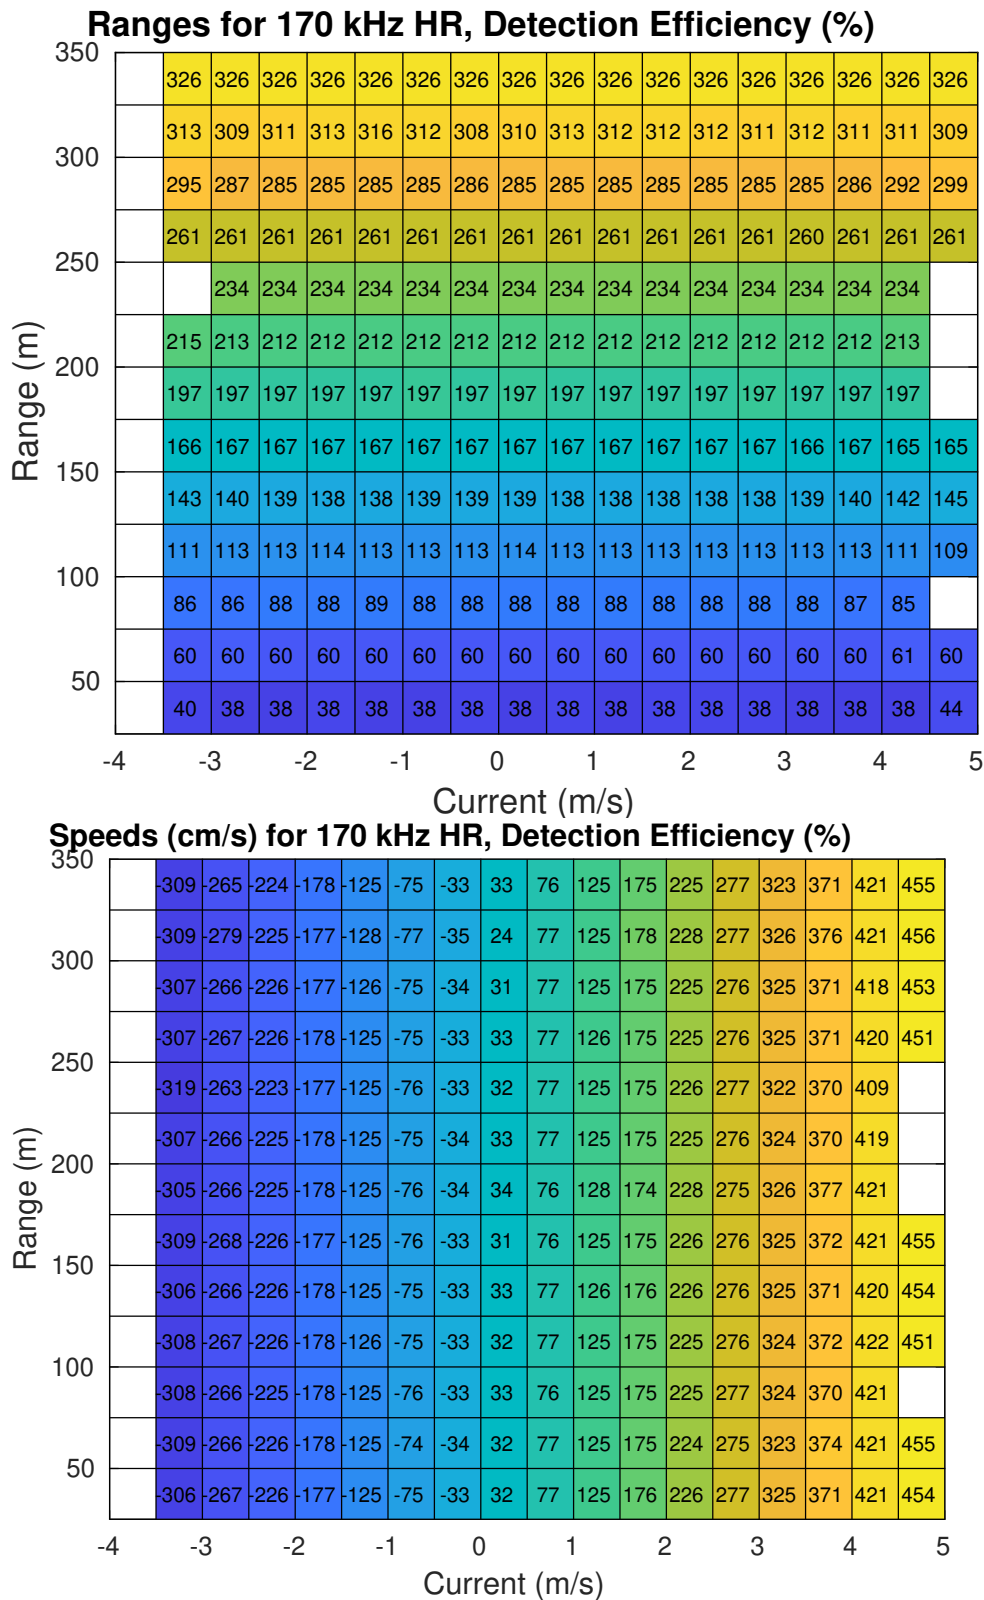 Ranges for 170 kHz HR, Detection Efficiency (%)
350
326 326 326 326 326 326 326 326 326 326 326 326 326 326 326 326 326
313 309 311 313 316 312 308 310 313 312 312 312 311 312 311 311 309
300
295 287 285 285 285 285 286 285 285 285 285 285 285 285 286 292 299
261 261 261 261 261 261 261 261 261 261 261 261 261 260 261 261 261
250
234 234 234 234 234 234 234 234 234 234 234 234 234 234 234
215 213 212 212 212 212 212 212 212 212 212 212 212 212 212 213
200
197 197 197 197 197 197 197 197 197 197 197 197 197 197 197 197
166 167 167 167 167 167 167 167 167 167 167 167 167 166 167 165 165
150
143 140 139 138 138 139 139 139 138 138 138 138 138 139 140 142 145
111 113 113 114 113 113 113 114 113 113 113 113 113 113 113 111 109
100
86 86 88 88 89 88 88 88 88 88 88 88 88 88 87 85
60 60 60 60 60 60 60 60 60 60 60 60 60 60 60 61 60
50
40 38 38 38 38 38 38 38 38 38 38 38 38 38 38 38 44
Range (m)
-4 -3 -2 -1 0 1 2 3 4 5
Current (m/s)
Speeds (cm/s) for 170 kHz HR, Detection Efficiency (%)
350
-309 -265 -224 -178 -125 -75 -33 33 76 125 175 225 277 323 371 421 455
-309 -279 -225 -177 -128 -77 -35 24 77 125 178 228 277 326 376 421 456
300
-307 -266 -226 -177 -126 -75 -34 31 77 125 175 225 276 325 371 418 453
-307 -267 -226 -178 -125 -75 -33 33 77 126 175 225 276 325 371 420 451
250
-319 -263 -223 -177 -125 -76 -33 32 77 125 175 226 277 322 370 409
-307 -266 -225 -178 -125 -75 -34 33 77 125 175 225 276 324 370 419
200
-305 -266 -225 -178 -125 -76 -34 34 76 128 174 228 275 326 377 421
-309 -268 -226 -177 -125 -76 -33 31 76 125 175 226 276 325 372 421 455
150
-306 -266 -226 -178 -125 -75 -33 33 77 126 176 226 276 325 371 420 454
-308 -267 -226 -178 -126 -75 -33 32 77 125 175 225 276 324 372 422 451
100
-308 -266 -225 -178 -125 -76 -33 33 76 125 175 225 277 324 370 421
-309 -266 -226 -178 -125 -74 -34 32 77 125 175 224 275 323 374 421 455
50
-306 -267 -226 -177 -125 -75 -33 32 77 125 176 226 277 325 371 421 454
Range (m)
-4 -3 -2 -1 0 1 2 3 4 5
Current (m/s)